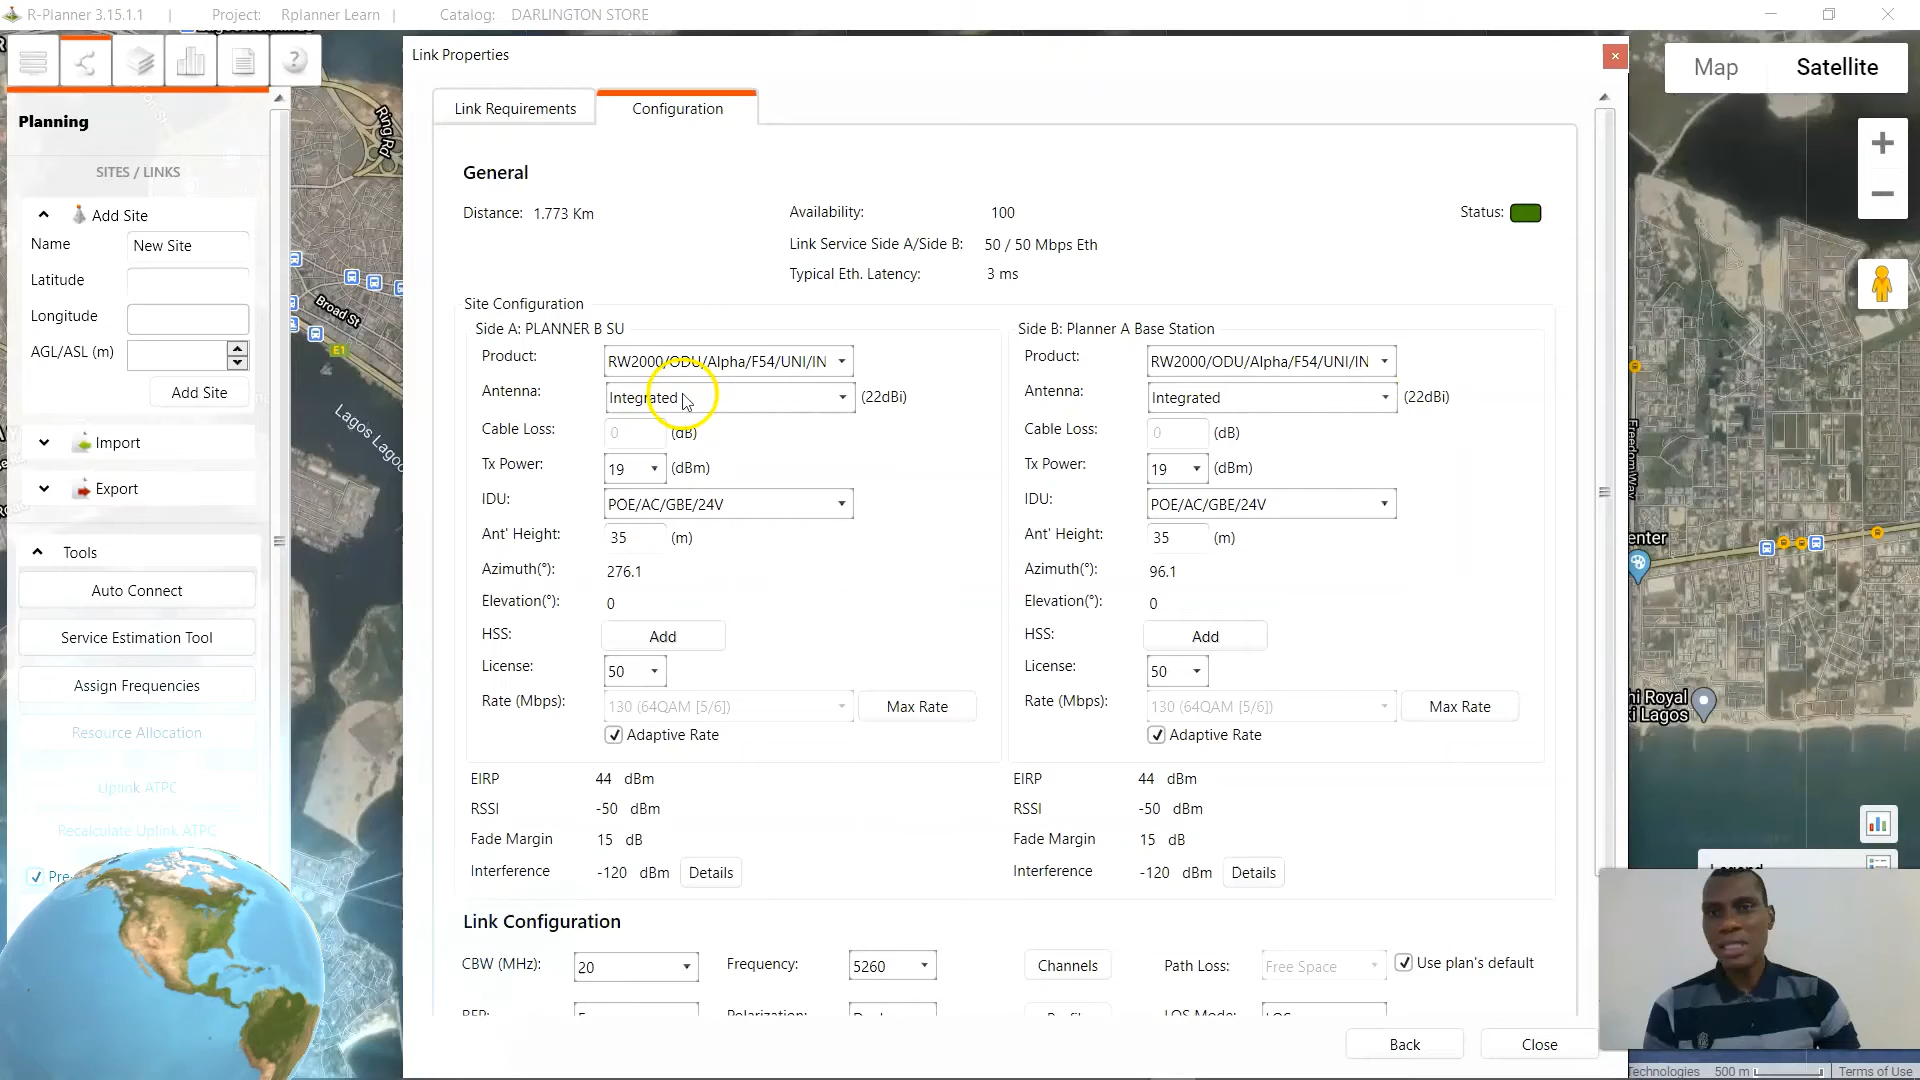 R-Planner 3.15.1.1 | Project: Rplanner Learn | Catalog: DARLINGTON STORE
Link Properties
Map Satellite
Link Requirements Configuration
Planning
SITES / LINKS
Add Site
Name New Site
Latitude
Longitude
AGL/ASL (m)
Add Site
Import
Export
Tools
Auto Connect
Service Estimation Tool
Assign Frequencies
Resource Allocation
Uplink ATPC
Recalculate Uplink ATPC
Pre-
Ring Rd
Broad St
E1
Lagos Lagoo
General
Distance: 1.773 Km
Availability: 100
Status:
Link Service Side A/Side B: 50 / 50 Mbps Eth
Typical Eth. Latency: 3 ms
Site Configuration
Side A: PLANNER B SU
Product: RW2000/ODU/Alpha/F54/UNI/IN
Antenna: Integrated (22dBi)
Cable Loss: 0 (dB)
Tx Power: 19 (dBm)
IDU: POE/AC/GBE/24V
Ant' Height: 35 (m)
Azimuth(°): 276.1
Elevation(°): 0
HSS: Add
License: 50
Rate (Mbps): 130 (64QAM [5/6]) Max Rate
Adaptive Rate
EIRP 44 dBm
RSSI -50 dBm
Fade Margin 15 dB
Interference -120 dBm Details
Side B: Planner A Base Station
Product: RW2000/ODU/Alpha/F54/UNI/IN
Antenna: Integrated (22dBi)
Cable Loss: 0 (dB)
Tx Power: 19 (dBm)
IDU: POE/AC/GBE/24V
Ant' Height: 35 (m)
Azimuth(°): 96.1
Elevation(°): 0
HSS: Add
License: 50
Rate (Mbps): 130 (64QAM [5/6]) Max Rate
Adaptive Rate
EIRP 44 dBm
RSSI -50 dBm
Fade Margin 15 dB
Interference -120 dBm Details
Link Configuration
CBW (MHz): 20 Frequency: 5260 Channels Path Loss: Free Space Use plan's default
Back Close
Freedom Way
enter
hi Royal
ki Lagos
Legend
Technologies 500 m Terms of Use